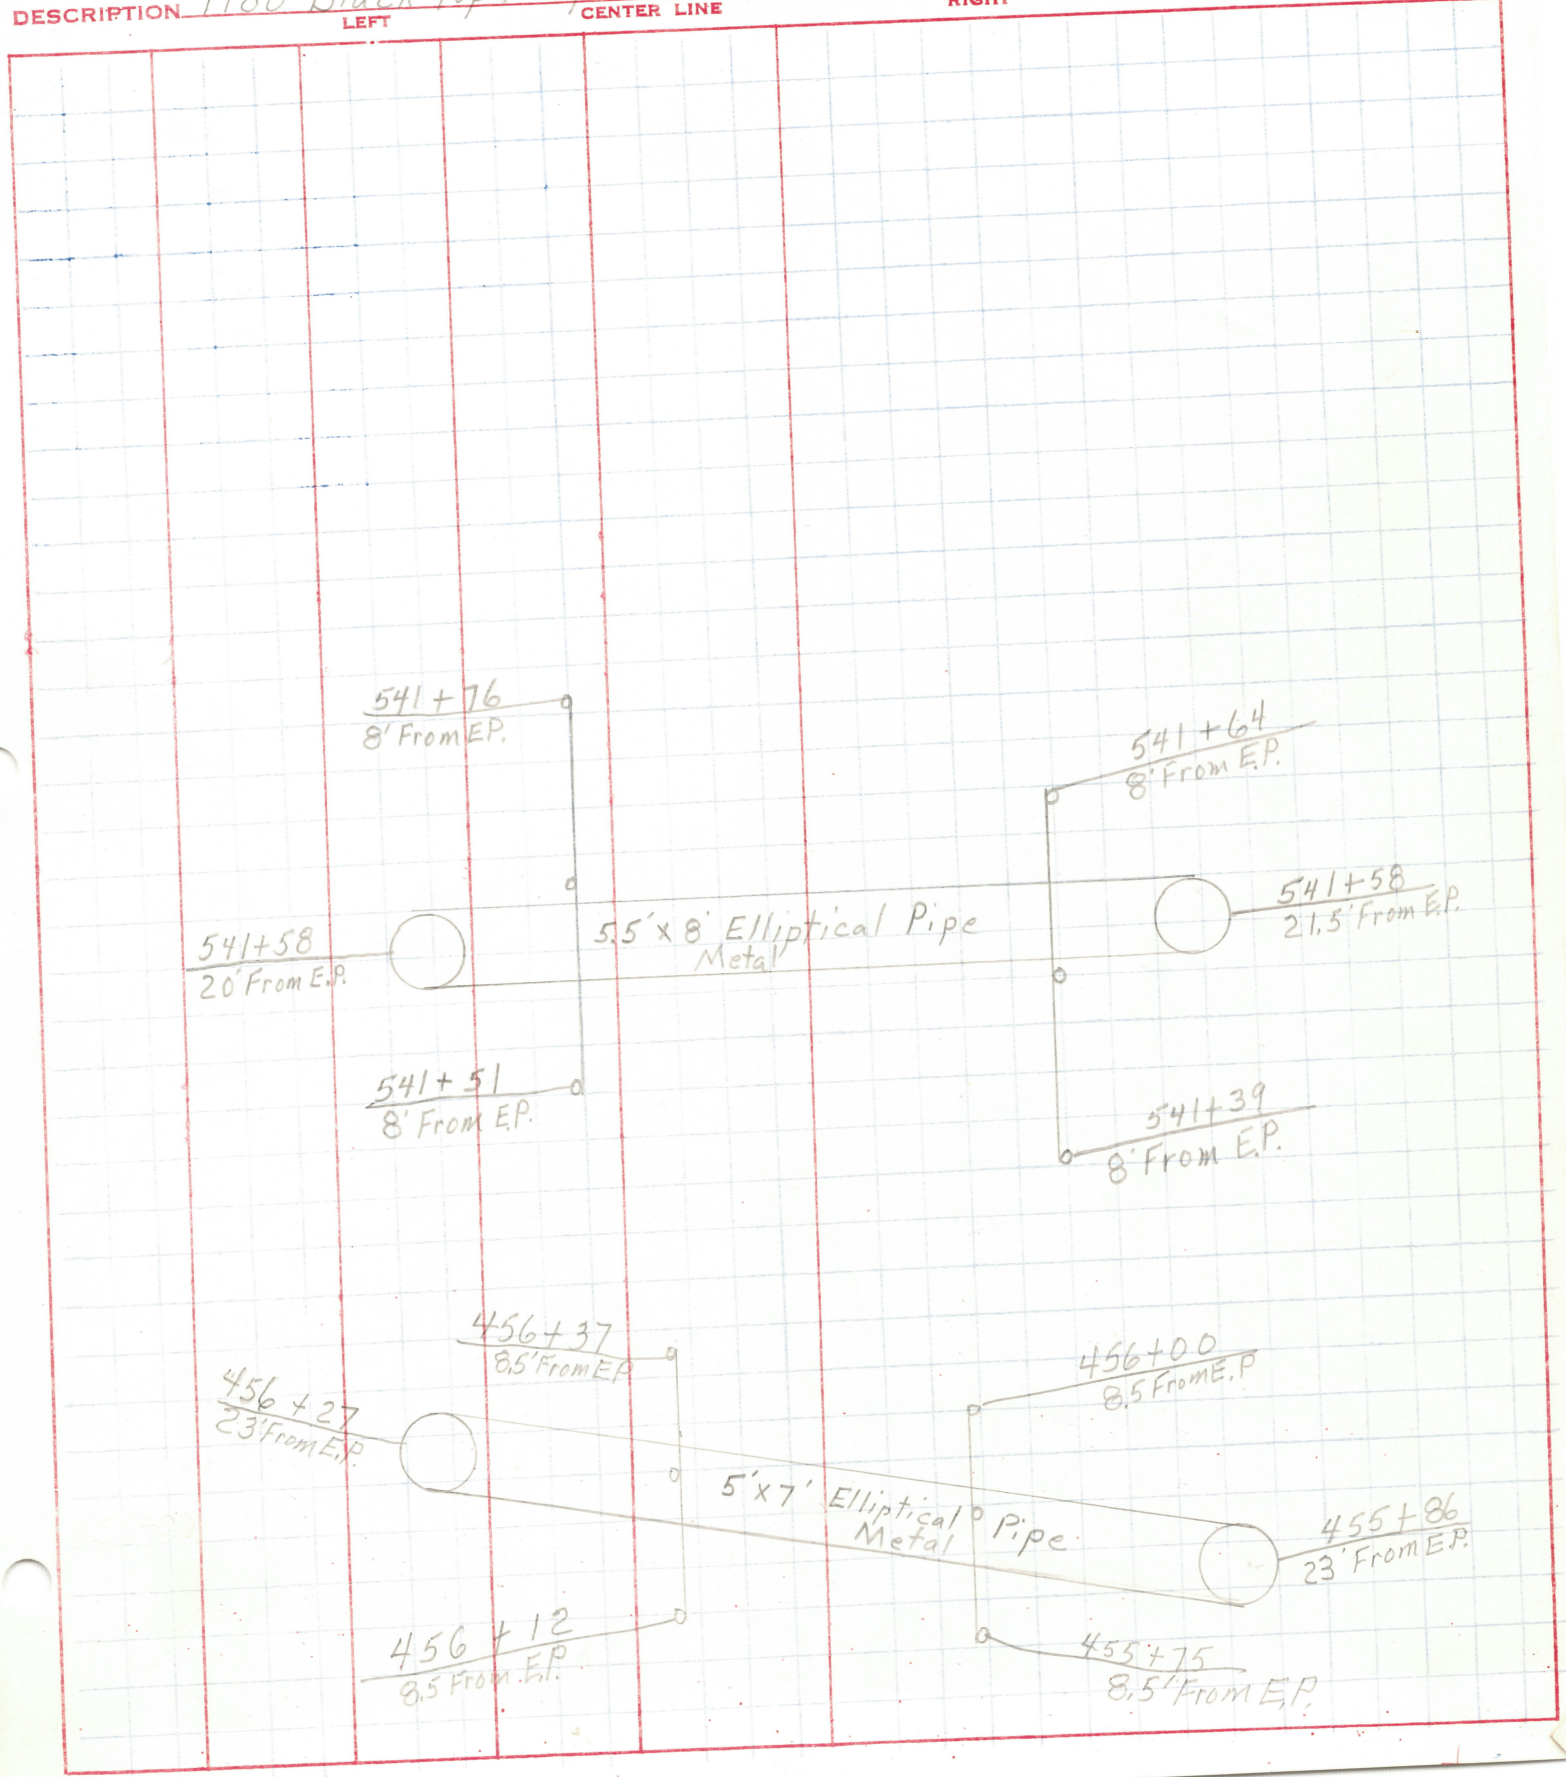 DESCRIPTION
LEFT
CENTER LINE
RIGHT
541 + 76
8' From E.P.
541 + 64
8' From E.P.
541+58
20' From E.P.
5.5' x 8' Elliptical Pipe
Metal
541+58
21.5' From E.P.
541 + 51
8' From E.P.
541+39
8' From E.P.
456 + 37
8.5' From E.P
456+00
8.5 From E.P
456 + 27
23' From E.P.
5' x 7' Elliptical Pipe
Metal
455+86
23' From E.P.
456 + 12
8.5 From E.P.
455+75
8.5' From E.P.